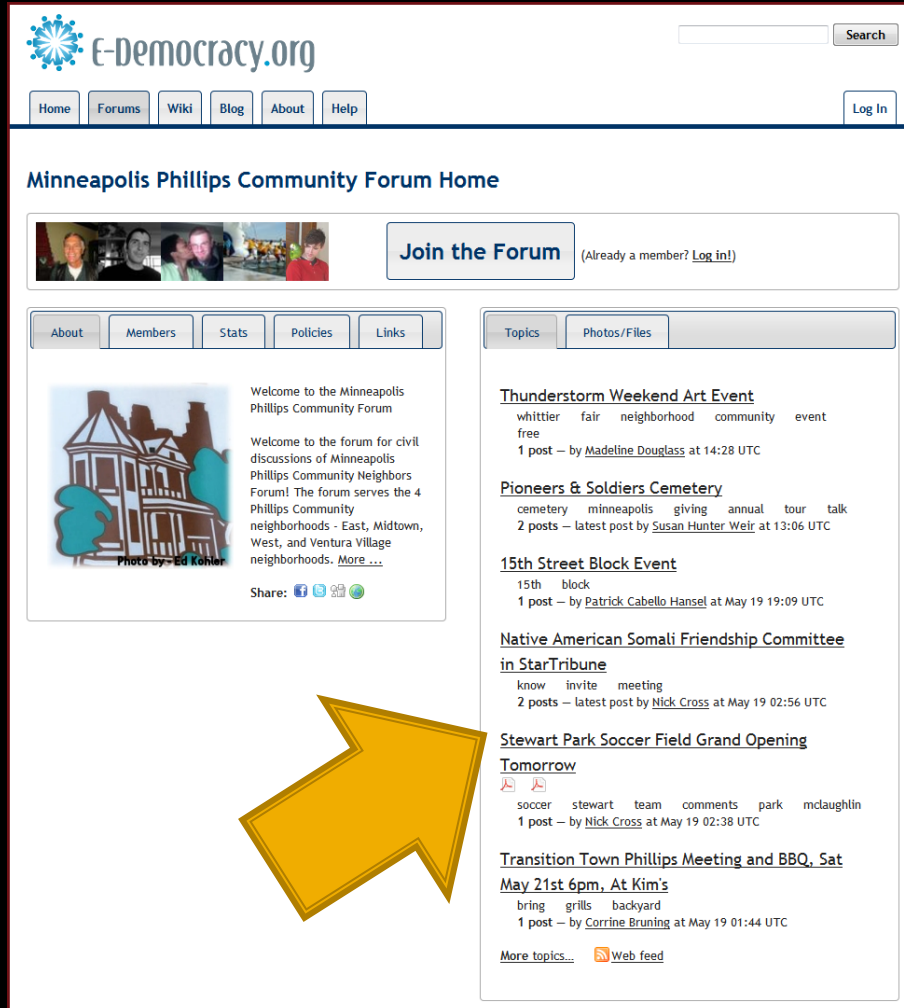 E-Democracy.org
Search
Home Forums Wiki Blog About Help Log In
Minneapolis Phillips Community Forum Home
Join the Forum (Already a member? Log in!)
About Members Stats Policies Links
Welcome to the Minneapolis
Phillips Community Forum
Welcome to the forum for civil
discussions of Minneapolis
Phillips Community Neighbors
Forum! The forum serves the 4
Phillips Community
neighborhoods - East, Midtown,
West, and Ventura Village
neighborhoods. More ...
Photo by - Ed Kohler
Share:
Topics Photos/Files
Thunderstorm Weekend Art Event
whittier fair neighborhood community event
free
1 post — by Madeline Douglass at 14:28 UTC
Pioneers & Soldiers Cemetery
cemetery minneapolis giving annual tour talk
2 posts — latest post by Susan Hunter Weir at 13:06 UTC
15th Street Block Event
15th block
1 post — by Patrick Cabello Hansel at May 19 19:09 UTC
Native American Somali Friendship Committee
in StarTribune
know invite meeting
2 posts — latest post by Nick Cross at May 19 02:56 UTC
Stewart Park Soccer Field Grand Opening
Tomorrow
soccer stewart team comments park mclaughlin
1 post — by Nick Cross at May 19 02:38 UTC
Transition Town Phillips Meeting and BBQ, Sat
May 21st 6pm, At Kim's
bring grills backyard
1 post — by Corrine Bruning at May 19 01:44 UTC
More topics... Web feed